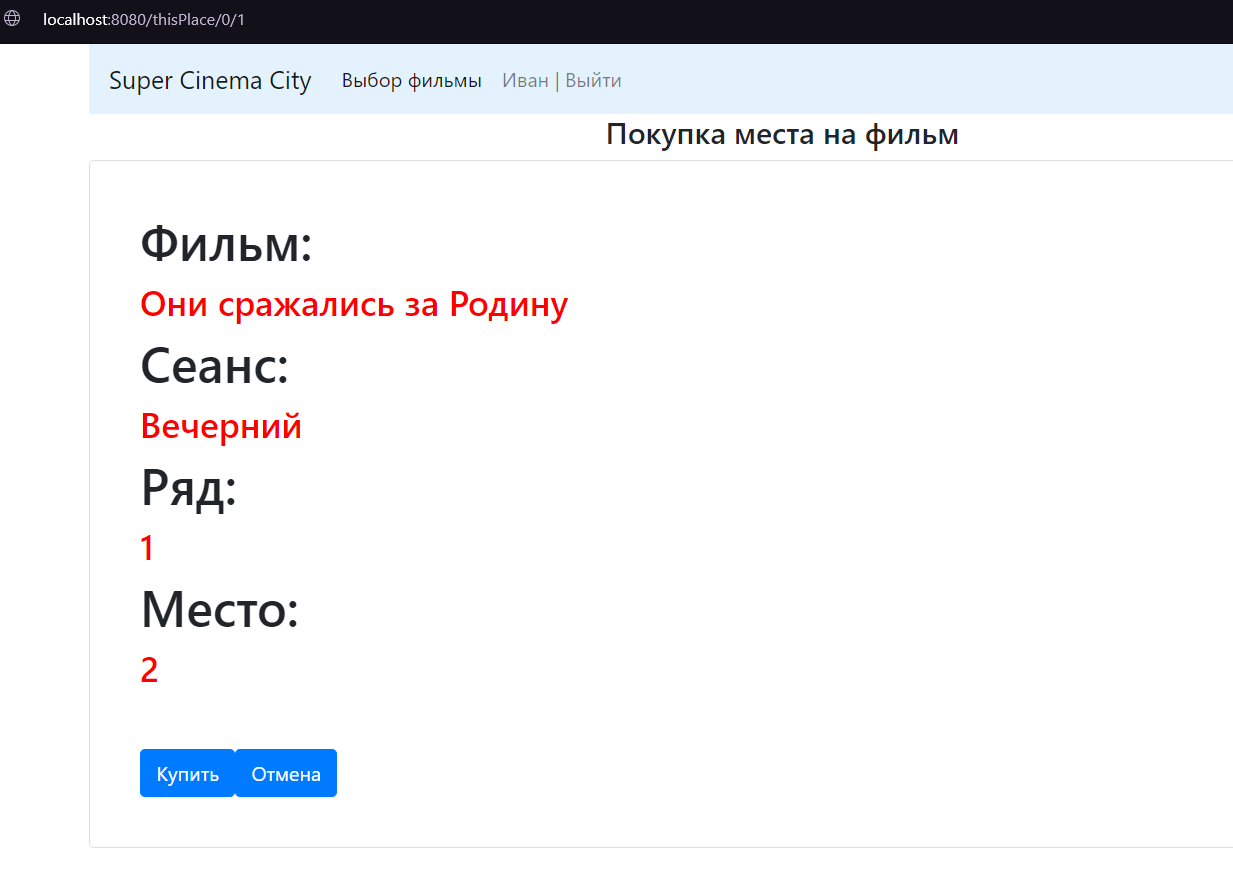 localhost:8080/thisPlace/0/1
Super Cinema City Выбор фильмы Иван | Выйти
Покупка места на фильм
Фильм:
Они сражались за Родину
Сеанс:
Вечерний
Ряд:
1
Место:
2
Купить Отмена